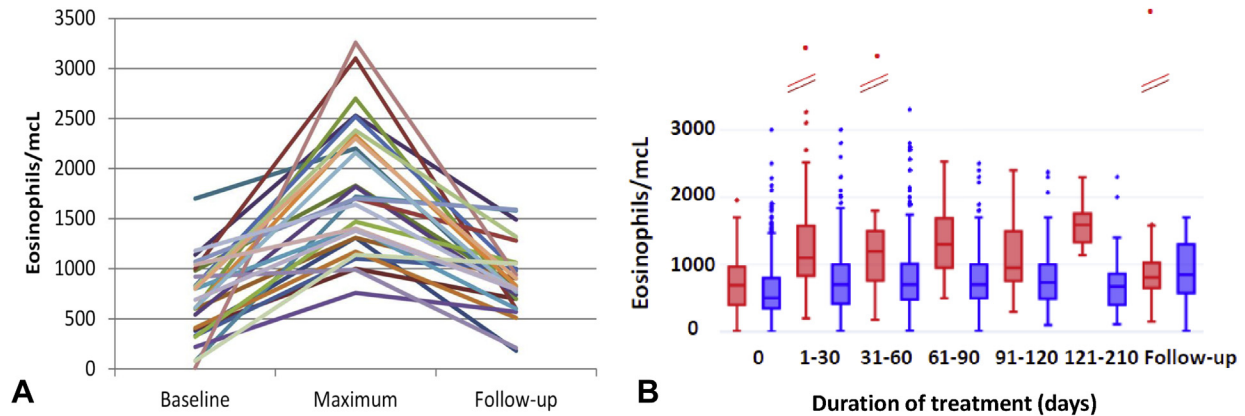 3500
3000
2500
2000
1500
1000
500
0
Eosinophils/mcL
Baseline Maximum Follow-up
A
3000
2000
1000
0
Eosinophils/mcL
0 1-30 31-60 61-90 91-120 121-210 Follow-up
Duration of treatment (days)
B